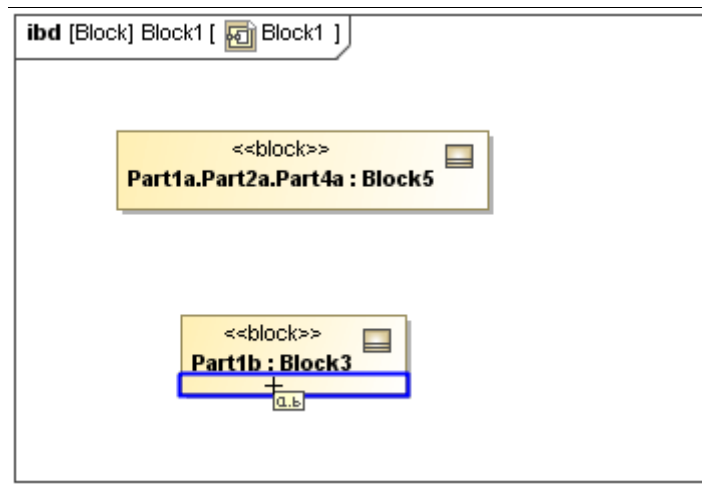 ibd [Block] Block1 [ Block1 ]
<<block>>
Part1a.Part2a.Part4a : Block5
<<block>>
Part1b : Block3
a.b